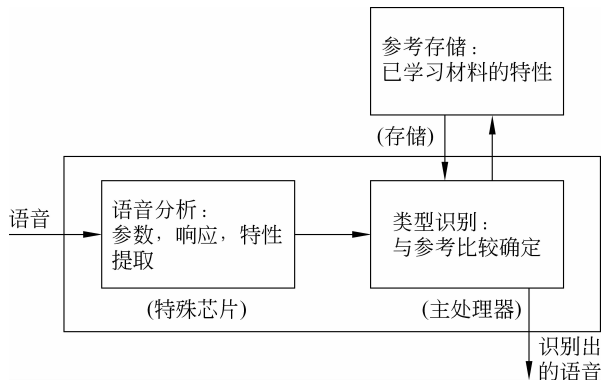 参考存储：
已学习材料的特性
(存储)
语音
语音分析：
参数，响应，特性
提取
(特殊芯片)
类型识别：
与参考比较确定
(主处理器)
识别出
的语音